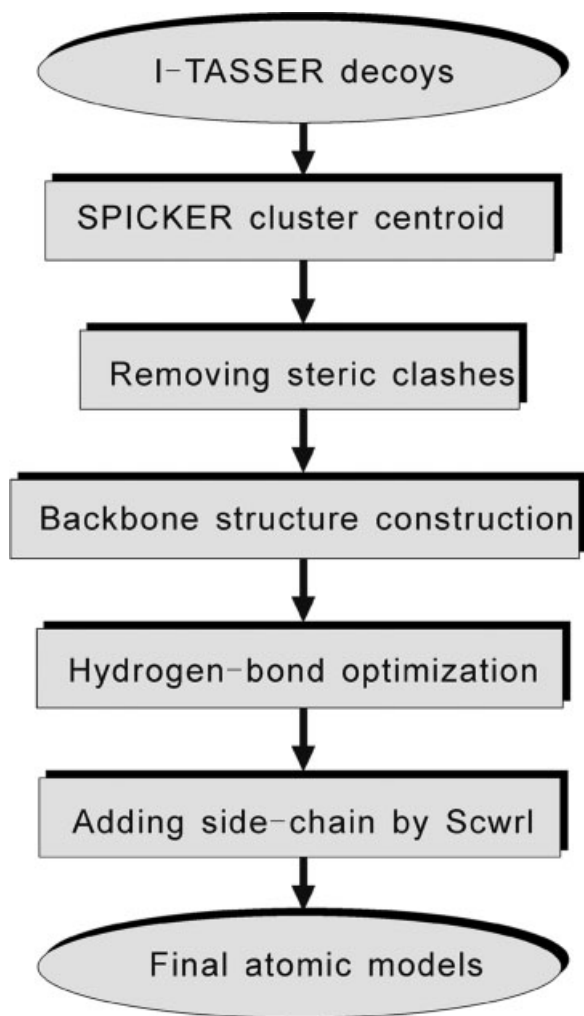 I-TASSER decoys
SPICKER cluster centroid
Removing steric clashes
Backbone structure construction
Hydrogen-bond optimization
Adding side-chain by Scwrl
Final atomic models